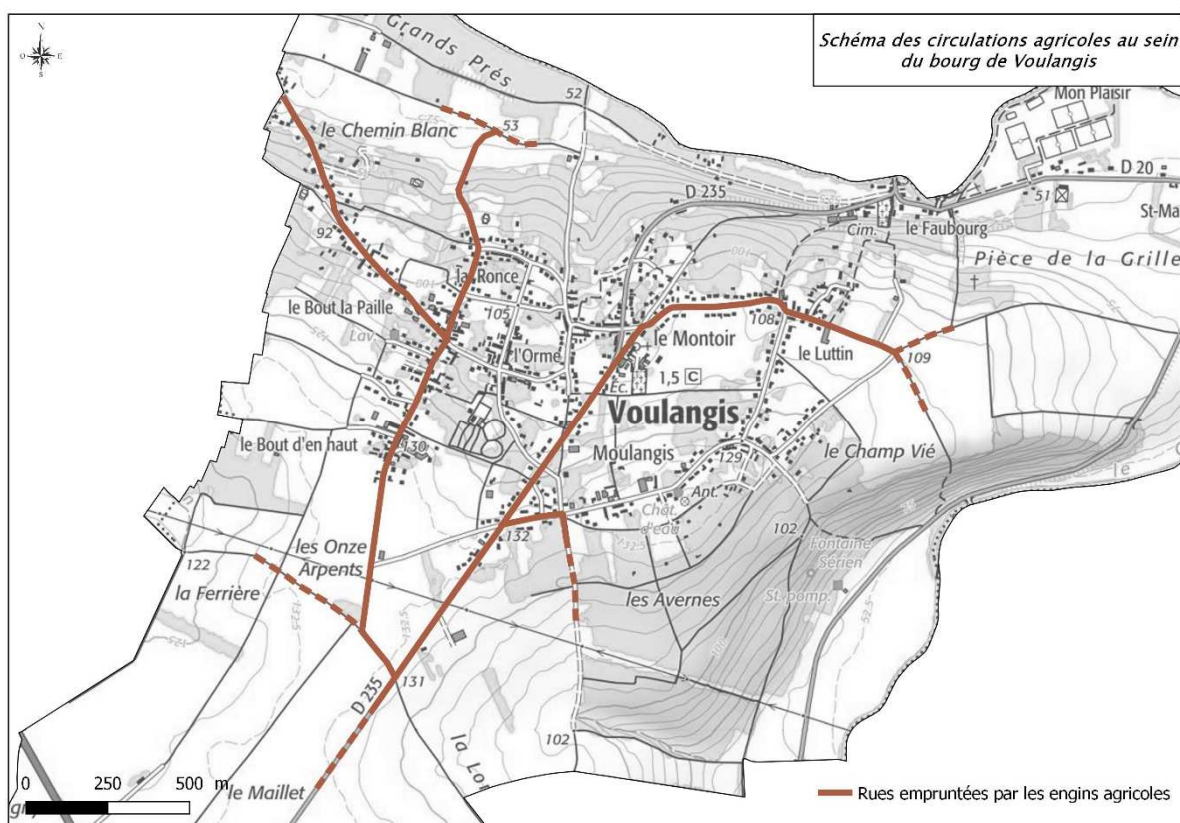 Schéma des circulations agricoles au sein
du bourg de Voulangis
N
O
E
S
Grands Prés
52
53
le Chemin Blanc
Mon Plaisir
D 235
D 20
51
St-Ma
Cim.
le Faubourg
Pièce de la Grille
92
la Ronce
le Bout la Paille
105
Lav.
l'Orme
le Montoir
108
le Luttin
109
Éc.
1,5 C
Voulangis
Moulangis
129
le Champ Vié
le Bout d'en haut
130
Ant.
Chât.
d'eau
132
102
Fontaine
Sérien
St. pomp.
les Onze
Arpents
122
la Ferrière
les Avernes
131
D 235
102
la Loi
le Maillet
0 250 500 m
Rues empruntées par les engins agricoles